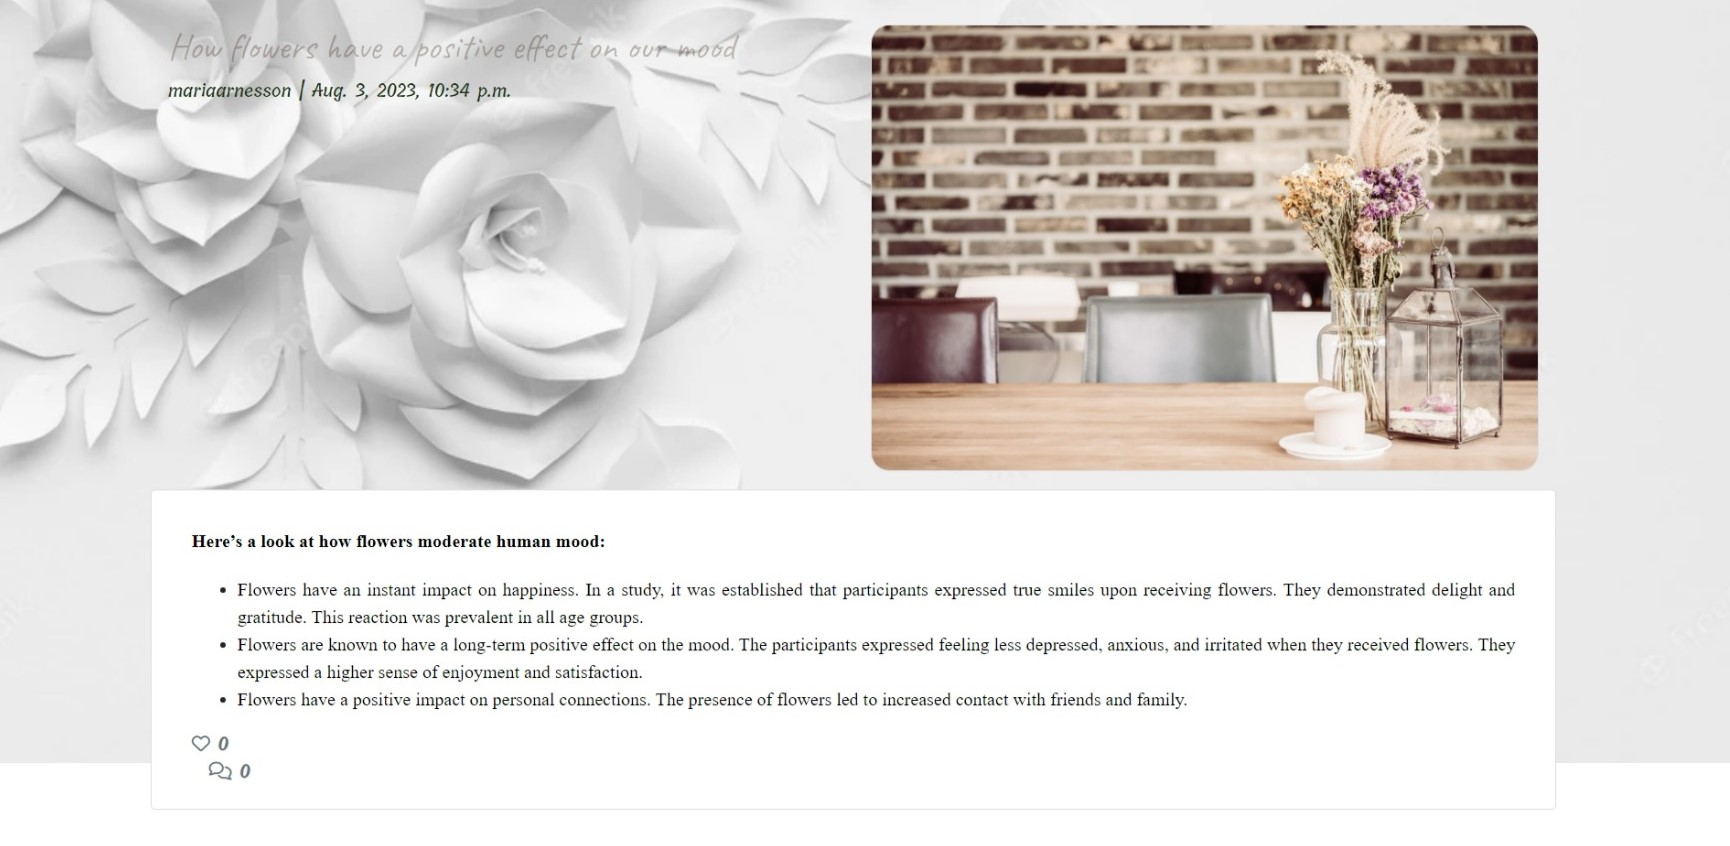 How flowers have a positive effect on our mood
mariaarnesson | Aug. 3, 2023, 10:34 p.m.
Here’s a look at how flowers moderate human mood:
• Flowers have an instant impact on happiness. In a study, it was established that participants expressed true smiles upon receiving flowers. They demonstrated delight and
gratitude. This reaction was prevalent in all age groups.
• Flowers are known to have a long-term positive effect on the mood. The participants expressed feeling less depressed, anxious, and irritated when they received flowers. They
expressed a higher sense of enjoyment and satisfaction.
• Flowers have a positive impact on personal connections. The presence of flowers led to increased contact with friends and family.
0
0